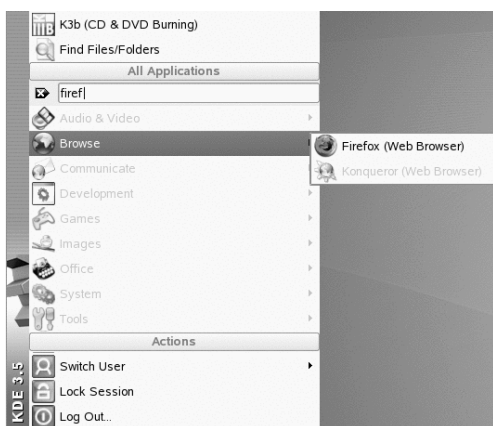 K3b (CD & DVD Burning)
Find Files/Folders
All Applications
firef
Audio & Video
Browse
Firefox (Web Browser)
Communicate
Konqueror (Web Browser)
Development
Games
Images
Office
System
Tools
Actions
Switch User
Lock Session
Log Out...
KDE 3.5